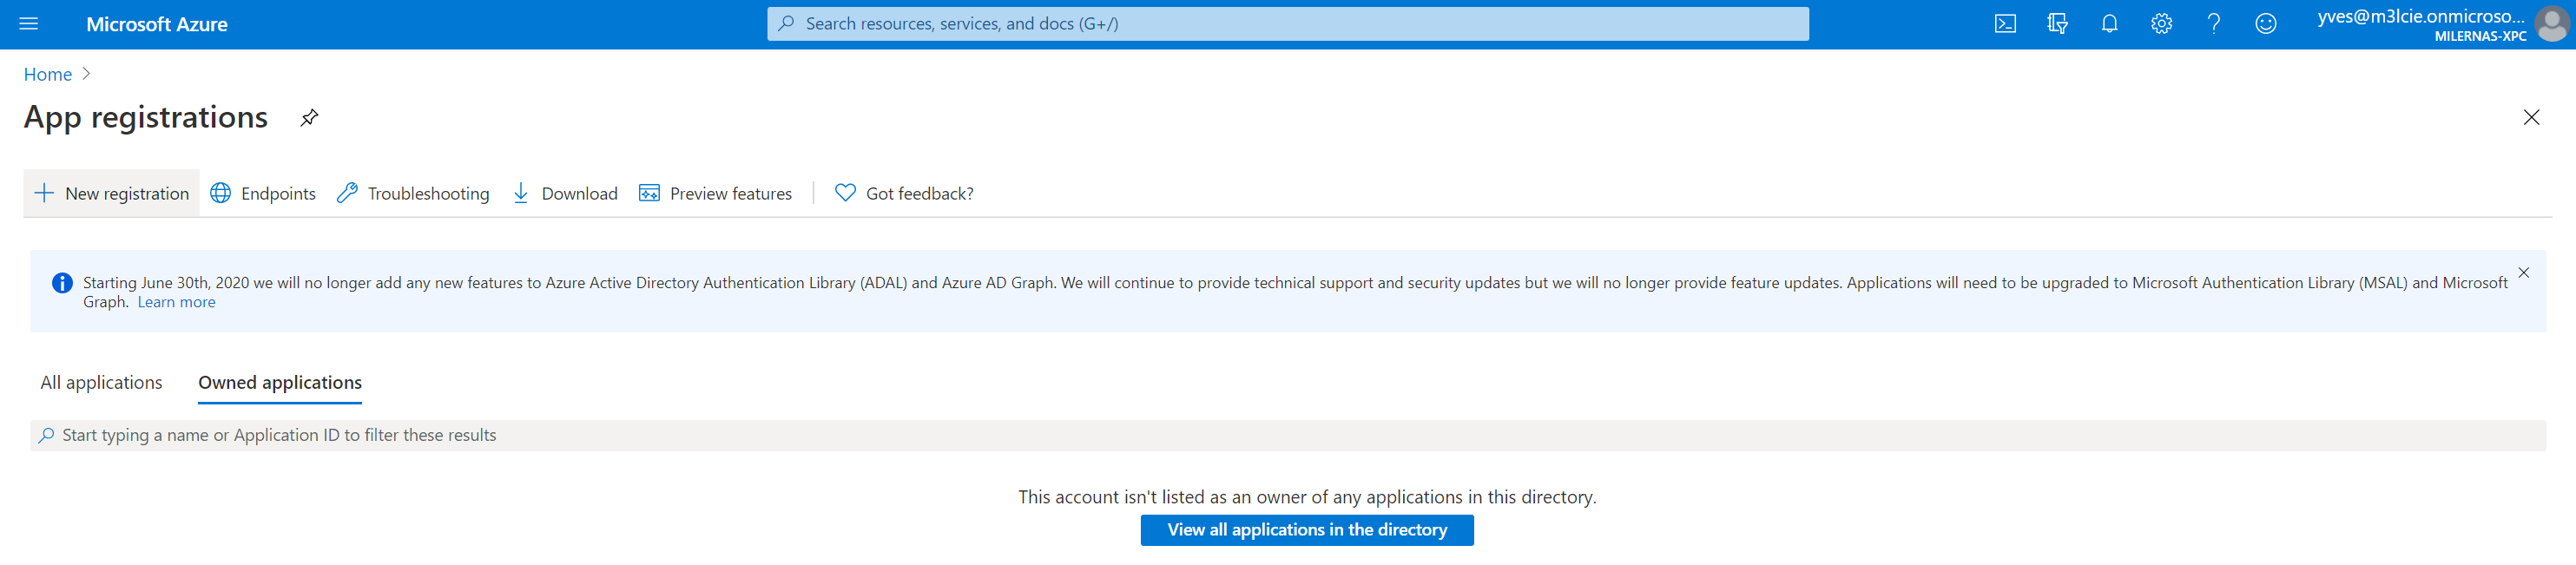 Microsoft Azure
Search resources, services, and docs (G+/)
yves@m3lcie.onmicroso...
MILERNAS-XPC
Home
App registrations
New registration
Endpoints
Troubleshooting
Download
Preview features
Got feedback?
Starting June 30th, 2020 we will no longer add any new features to Azure Active Directory Authentication Library (ADAL) and Azure AD Graph. We will continue to provide technical support and security updates but we will no longer provide feature updates. Applications will need to be upgraded to Microsoft Authentication Library (MSAL) and Microsoft
Graph. Learn more
All applications
Owned applications
Start typing a name or Application ID to filter these results
This account isn't listed as an owner of any applications in this directory.
View all applications in the directory